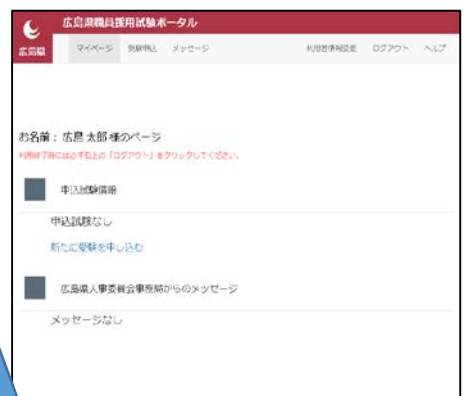 広島県職員採用試験ポータル
広島県
マイページ 受験申込 メッセージ 利用者情報変更 ログアウト ヘルプ
お名前: 広島 太郎 様のページ
利用終了時には必ず右上の「ログアウト」をクリックしてください。
申込試験情報
申込試験なし
新たに受験を申し込む
広島県人事委員会事務局からのメッセージ
メッセージなし